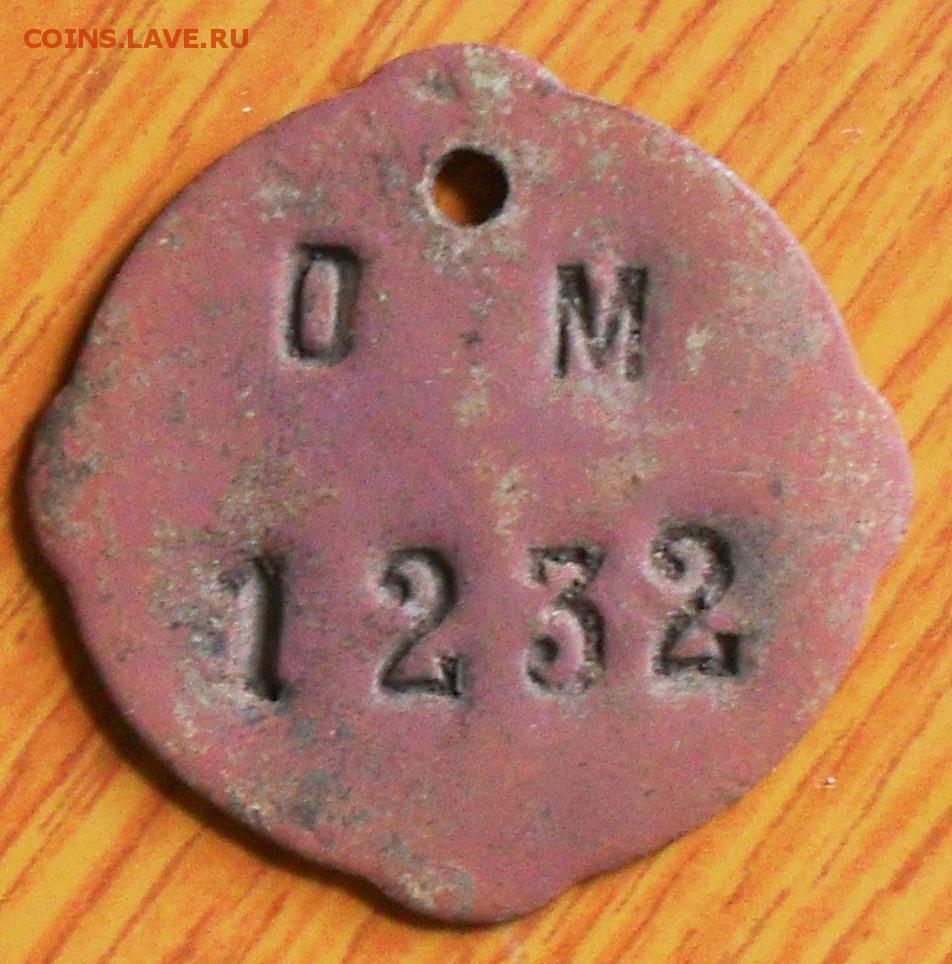 COINS.LAVE.RU
О М
1232